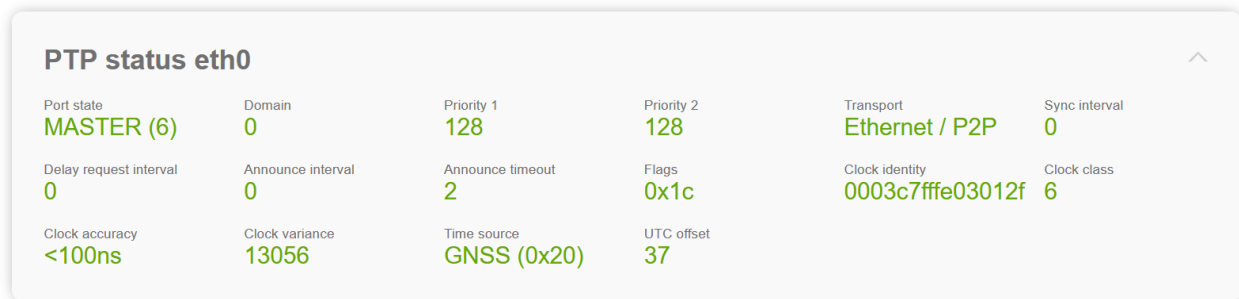 PTP status eth0
Port state Domain Priority 1 Priority 2 Transport Sync interval
MASTER (6) 0 128 128 Ethernet / P2P 0
Delay request interval Announce interval Announce timeout Flags Clock identity Clock class
0 0 2 0x1c 0003c7fffe03012f 6
Clock accuracy Clock variance Time source UTC offset
<100ns 13056 GNSS (0x20) 37